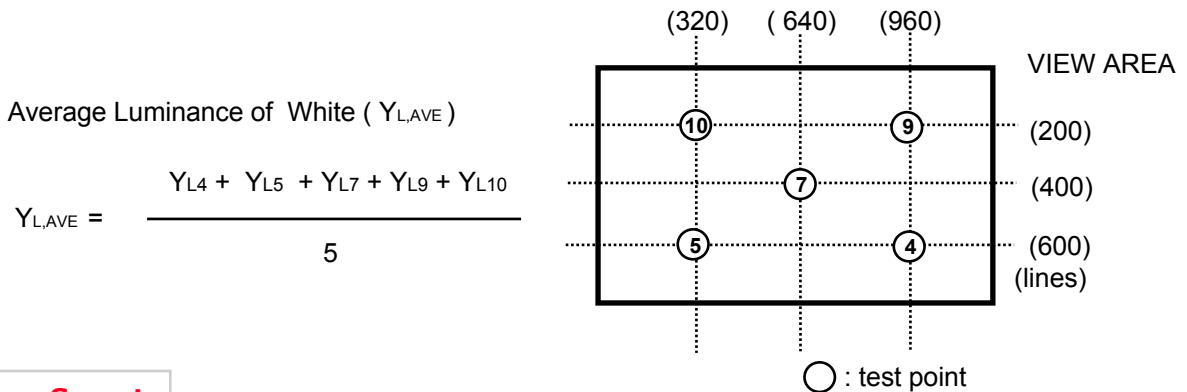 (320) ( 640) (960)
VIEW AREA
Average Luminance of White ( YL,AVE )
10 9 (200)
YL4 + YL5 + YL7 + YL9 + YL10
7 (400)
YL,AVE =
5
5 4 (600)
(lines)
: test point